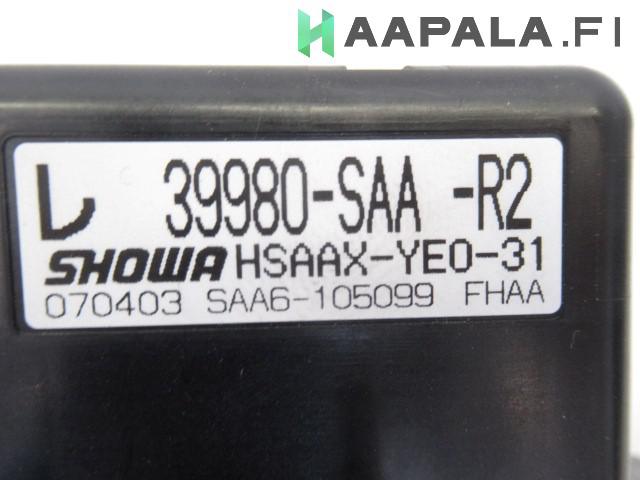 HAAPALA.FI
L 39980-SAA -R2
SHOWA HSAAX-YE0-31
070403 SAA6-105099 FHAA